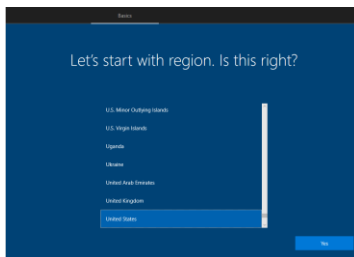 Basics
Let's start with region. Is this right?
U.S. Minor Outlying Islands
U.S. Virgin Islands
Uganda
Ukraine
United Arab Emirates
United Kingdom
United States
Yes